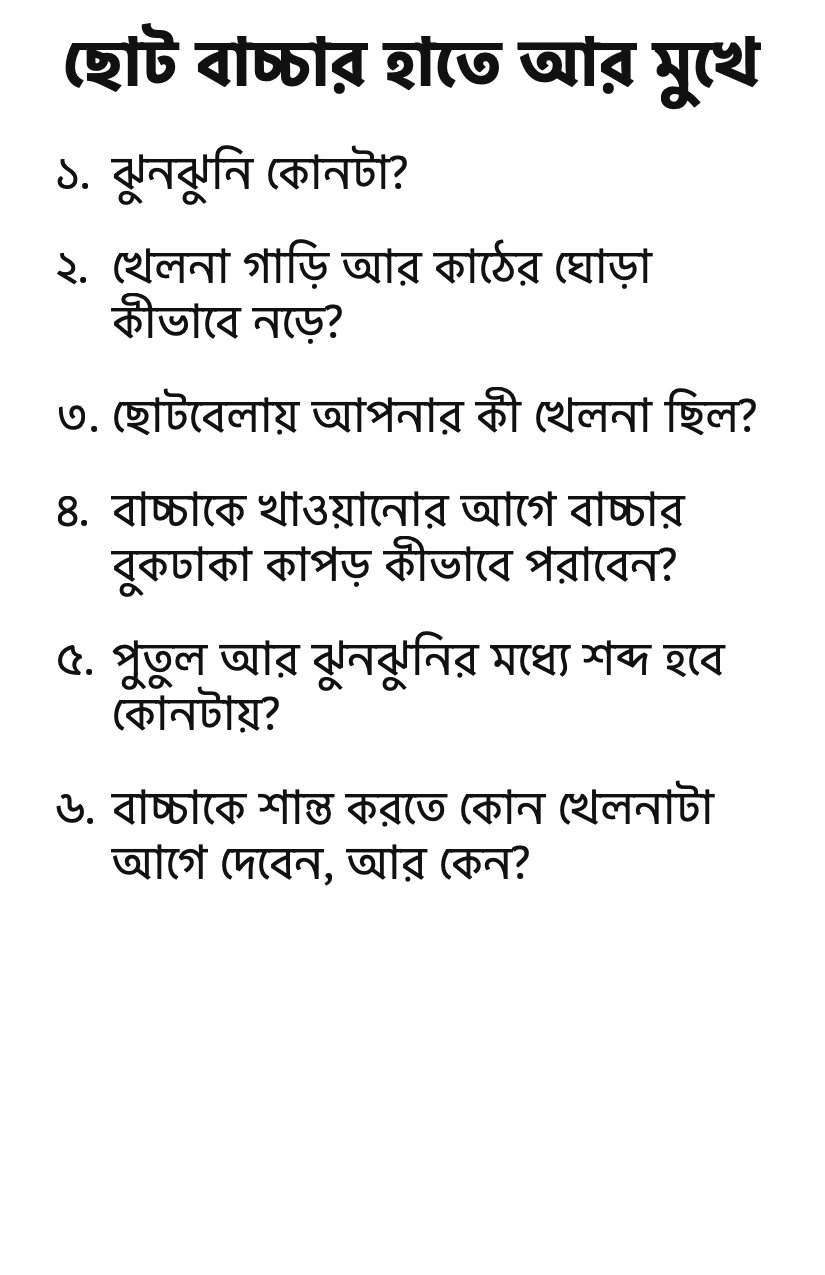 ছোট বাচ্চার হাতে আর মুখে
১. ঝুনঝুনি কোনটা?
২. খেলনা গাড়ি আর কাঠের ঘোড়া
কীভাবে নড়ে?
৩. ছোটবেলায় আপনার কী খেলনা ছিল?
৪. বাচ্চাকে খাওয়ানোর আগে বাচ্চার
বুকঢাকা কাপড় কীভাবে পরাবেন?
৫. পুতুল আর ঝুনঝুনির মধ্যে শব্দ হবে
কোনটায়?
৬. বাচ্চাকে শান্ত করতে কোন খেলনাটা
আগে দেবেন, আর কেন?